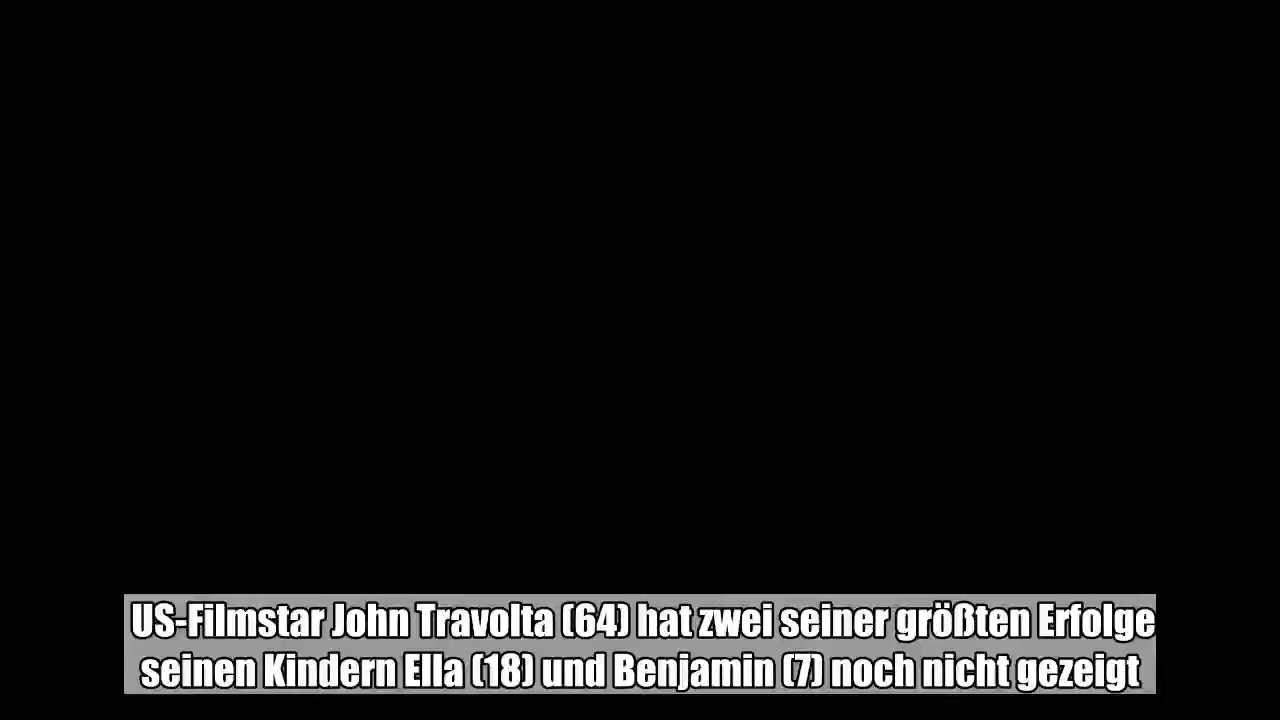 US-Filmstar John Travolta (64) hat zwei seiner größten Erfolge
seinen Kindern Ella (18) und Benjamin (7) noch nicht gezeigt